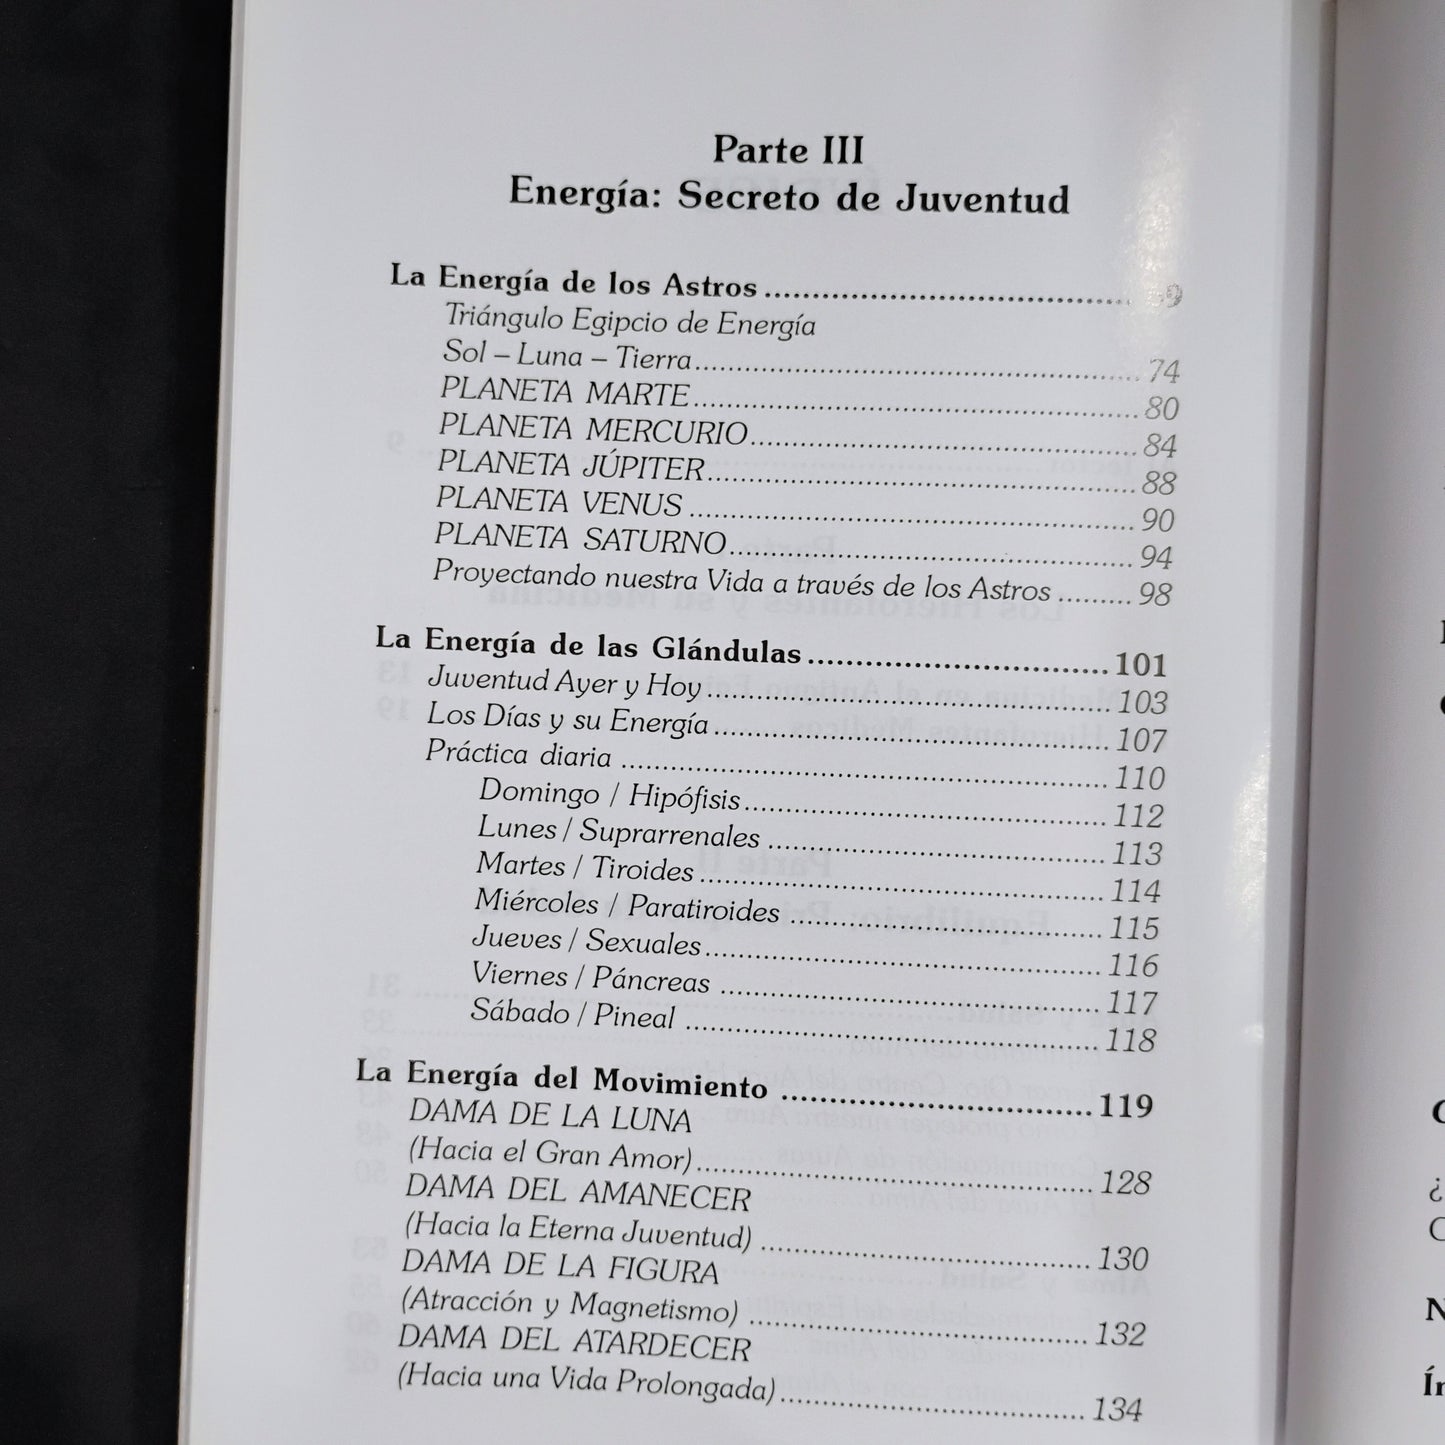 Parte III
Energía: Secreto de Juventud
La Energía de los Astros........................................ 69
Triángulo Egipcio de Energía
Sol – Luna – Tierra.................................................. 74
PLANETA MARTE.................................................. 80
PLANETA MERCURIO........................................... 84
PLANETA JÚPITER................................................ 88
PLANETA VENUS .................................................. 90
PLANETA SATURNO............................................. 94
Proyectando nuestra Vida a través de los Astros ......... 98
La Energía de las Glándulas................................ 101
Juventud Ayer y Hoy............................................. 103
Los Días y su Energía............................................ 107
Práctica diaria ...................................................... 110
Domingo / Hipófisis......................................... 112
Lunes / Suprarrenales ...................................... 113
Martes / Tiroides .............................................. 114
Miércoles / Paratiroides ................................... 115
Jueves / Sexuales............................................. 116
Viernes / Páncreas ........................................... 117
Sábado / Pineal ............................................... 118
La Energía del Movimiento ................................. 119
DAMA DE LA LUNA
(Hacia el Gran Amor)............................................ 128
DAMA DEL AMANECER
(Hacia la Eterna Juventud) .................................... 130
DAMA DE LA FIGURA
(Atracción y Magnetismo) ..................................... 132
DAMA DEL ATARDECER
(Hacia una Vida Prolongada).................................. 134